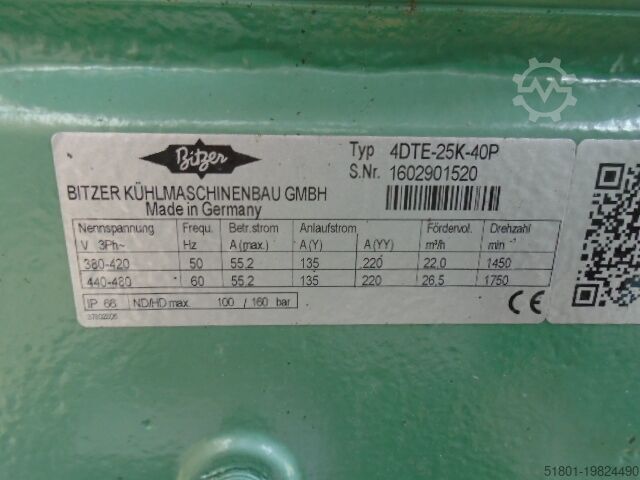 Bitzer
Typ 4DTE-25K-40P
S.Nr. 1602901520
BITZER KÜHLMASCHINENBAU GMBH
Made in Germany
Nennspannung Frequ. Betr.strom Anlaufstrom Fördervol. Drehzahl
V 3Ph~ Hz A (max.) A (Y) A (YY) m³/h min⁻¹
380-420 50 55,2 135 220 22,0 1450
440-480 60 55,2 135 220 26,5 1750
IP 66 ND/HD max. 100 / 160 bar
CE
51801-19824490